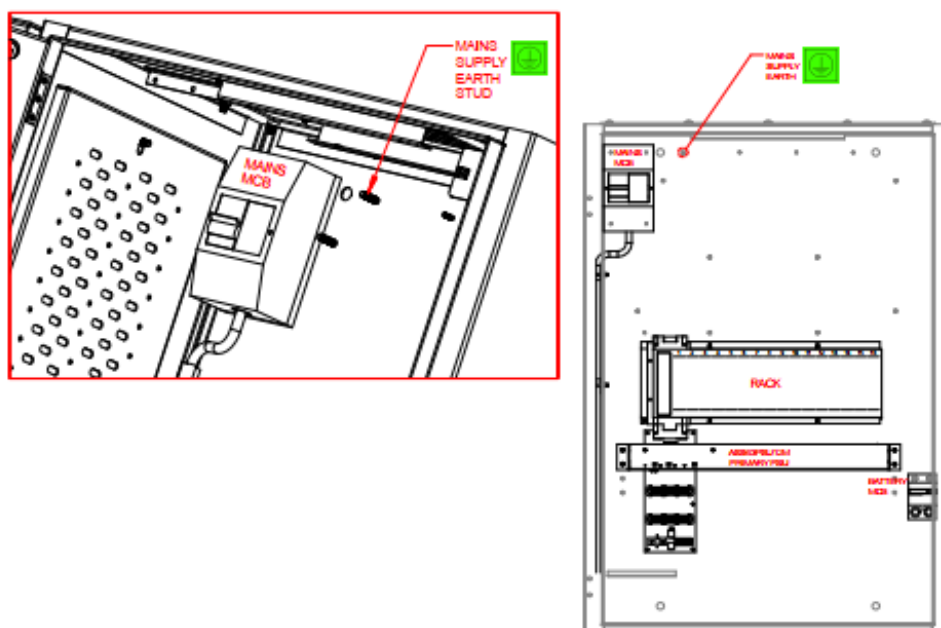 MAINS
SUPPLY
EARTH
STUD
MAINS
MCB
MAINS
SUPPLY
EARTH
MAINS
MCB
RACK
PRIMARY PSU
BATTERY
MCB